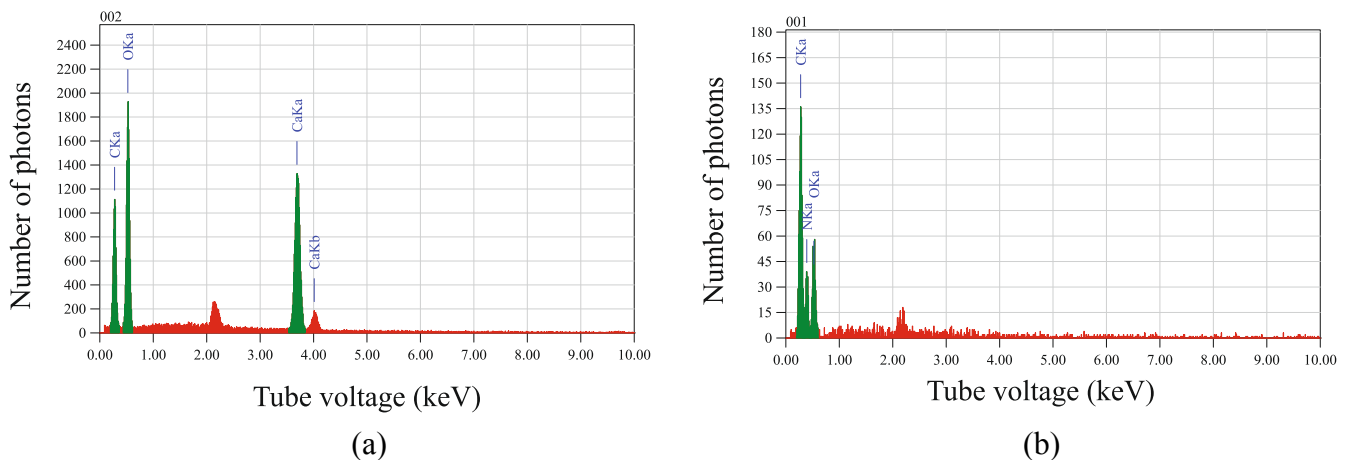 002
Number of photons
2400
2200
2000
1800
1600
1400
1200
1000
800
600
400
200
0
CKa
OKa
CaKa
CaKb
0.00 1.00 2.00 3.00 4.00 5.00 6.00 7.00 8.00 9.00 10.00
Tube voltage (keV)
(a)
001
Number of photons
180
165
150
135
120
105
90
75
60
45
30
15
0
CKa
NKa
OKa
0.00 1.00 2.00 3.00 4.00 5.00 6.00 7.00 8.00 9.00 10.00
Tube voltage (keV)
(b)